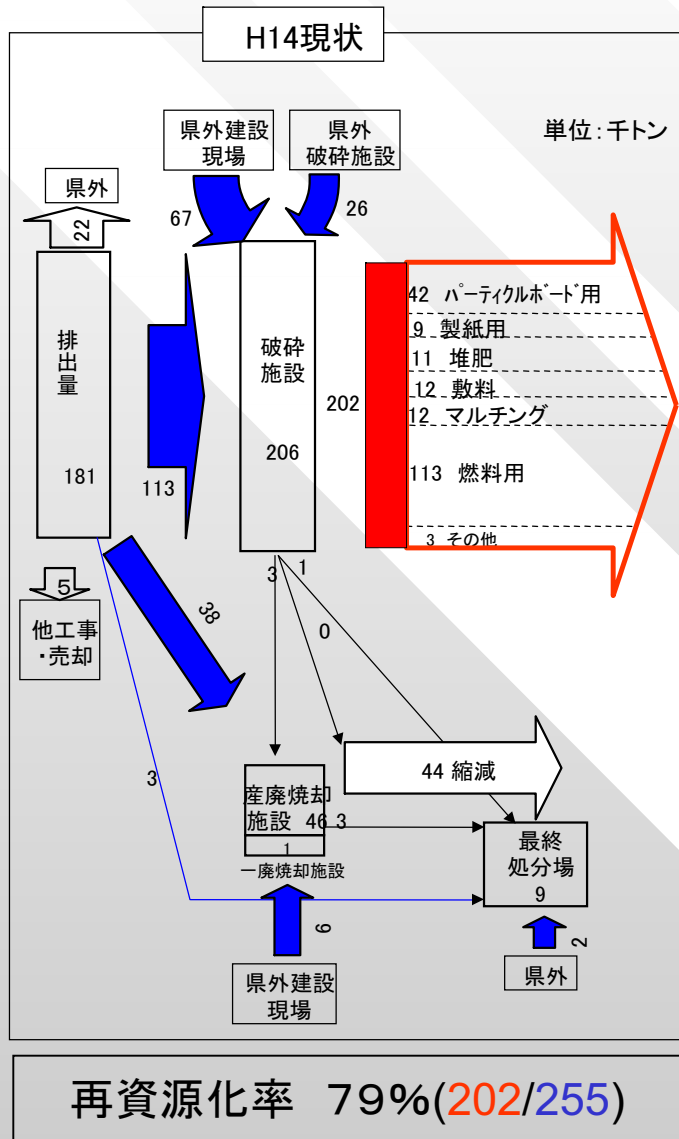 H14現状
単位:千トン
県外建設
現場
県外
破砕施設
県外
22
67
26
排出量
181
113
破砕
施設
206
202
42 パーティクルボード用
9 製紙用
11 堆肥
12 敷料
12 マルチング
113 燃料用
3 その他
5
他工事
・売却
38
3
1
0
3
44 縮減
産廃焼却
施設 46
3
1
一廃焼却施設
最終
処分場
9
6
2
県外建設
現場
県外
再資源化率 79%(202/255)